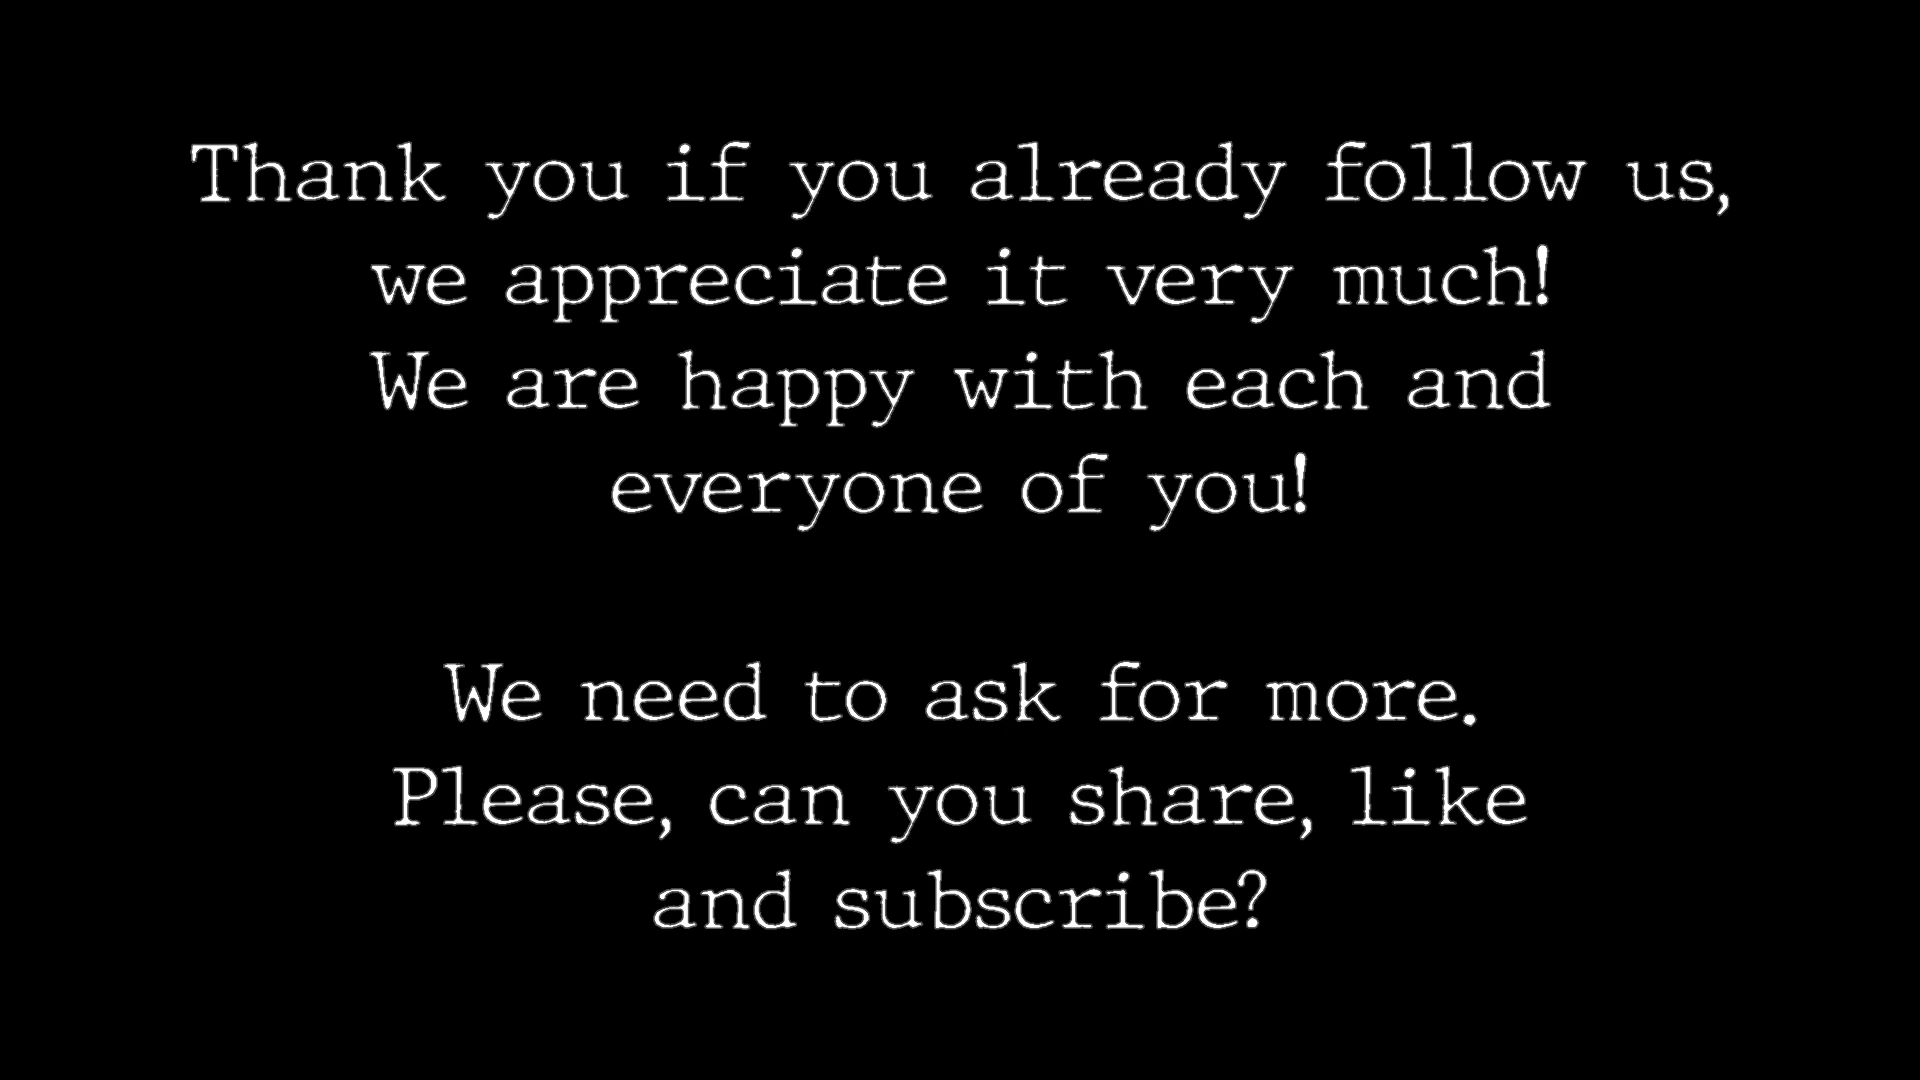 Thank you if you already follow us,
we appreciate it very much!
We are happy with each and
everyone of you!
We need to ask for more.
Please, can you share, like
and subscribe?